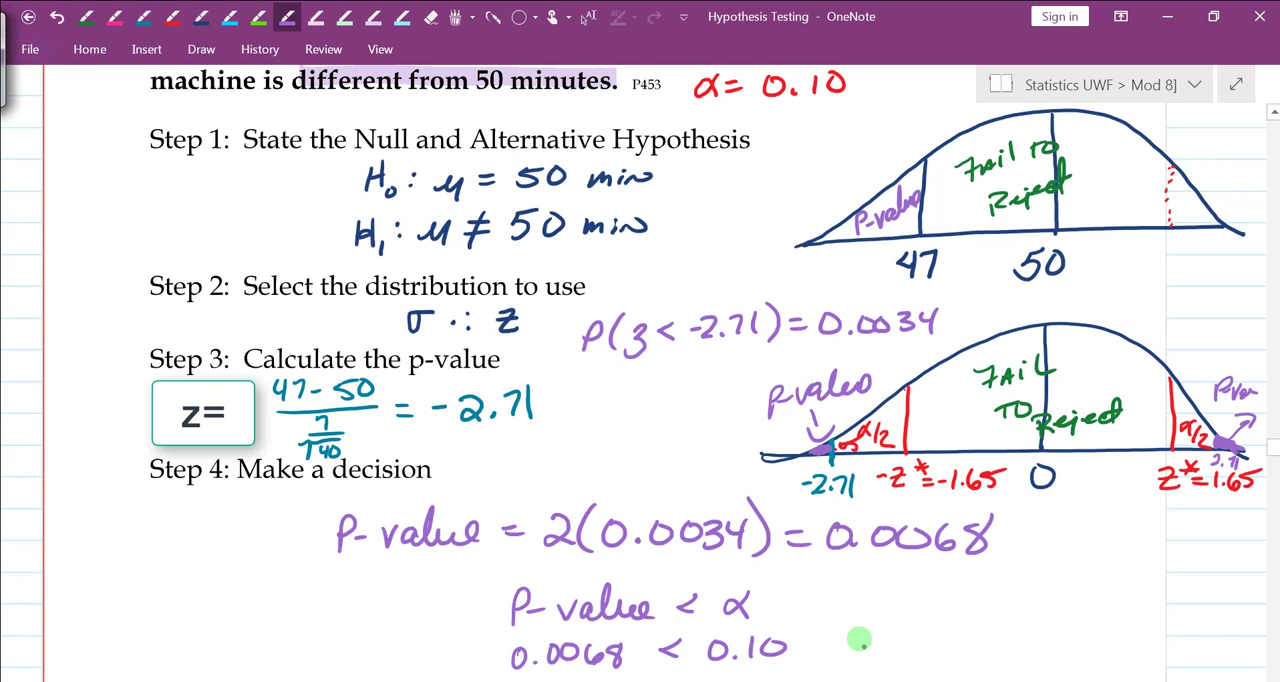 Hypothesis Testing - OneNote
Sign in
File Home Insert Draw History Review View
machine is different from 50 minutes. P453 α = 0.10
Statistics UWF > Mod 8]
Step 1: State the Null and Alternative Hypothesis
H₀: μ = 50 min
H₁: μ ≠ 50 min
Fail to
Reject
P-value
47 50
Step 2: Select the distribution to use
σ ∴ z
P(z < -2.71) = 0.0034
Step 3: Calculate the p-value
z= 47 - 50 / 7/√40 = -2.71
p-value
FAIL
TO Reject
α/2
α/2
-2.71 -z* = -1.65 0 z* = 1.65
2.71
Step 4: Make a decision
P-value = 2(0.0034) = 0.0068
P-value < α
0.0068 < 0.10